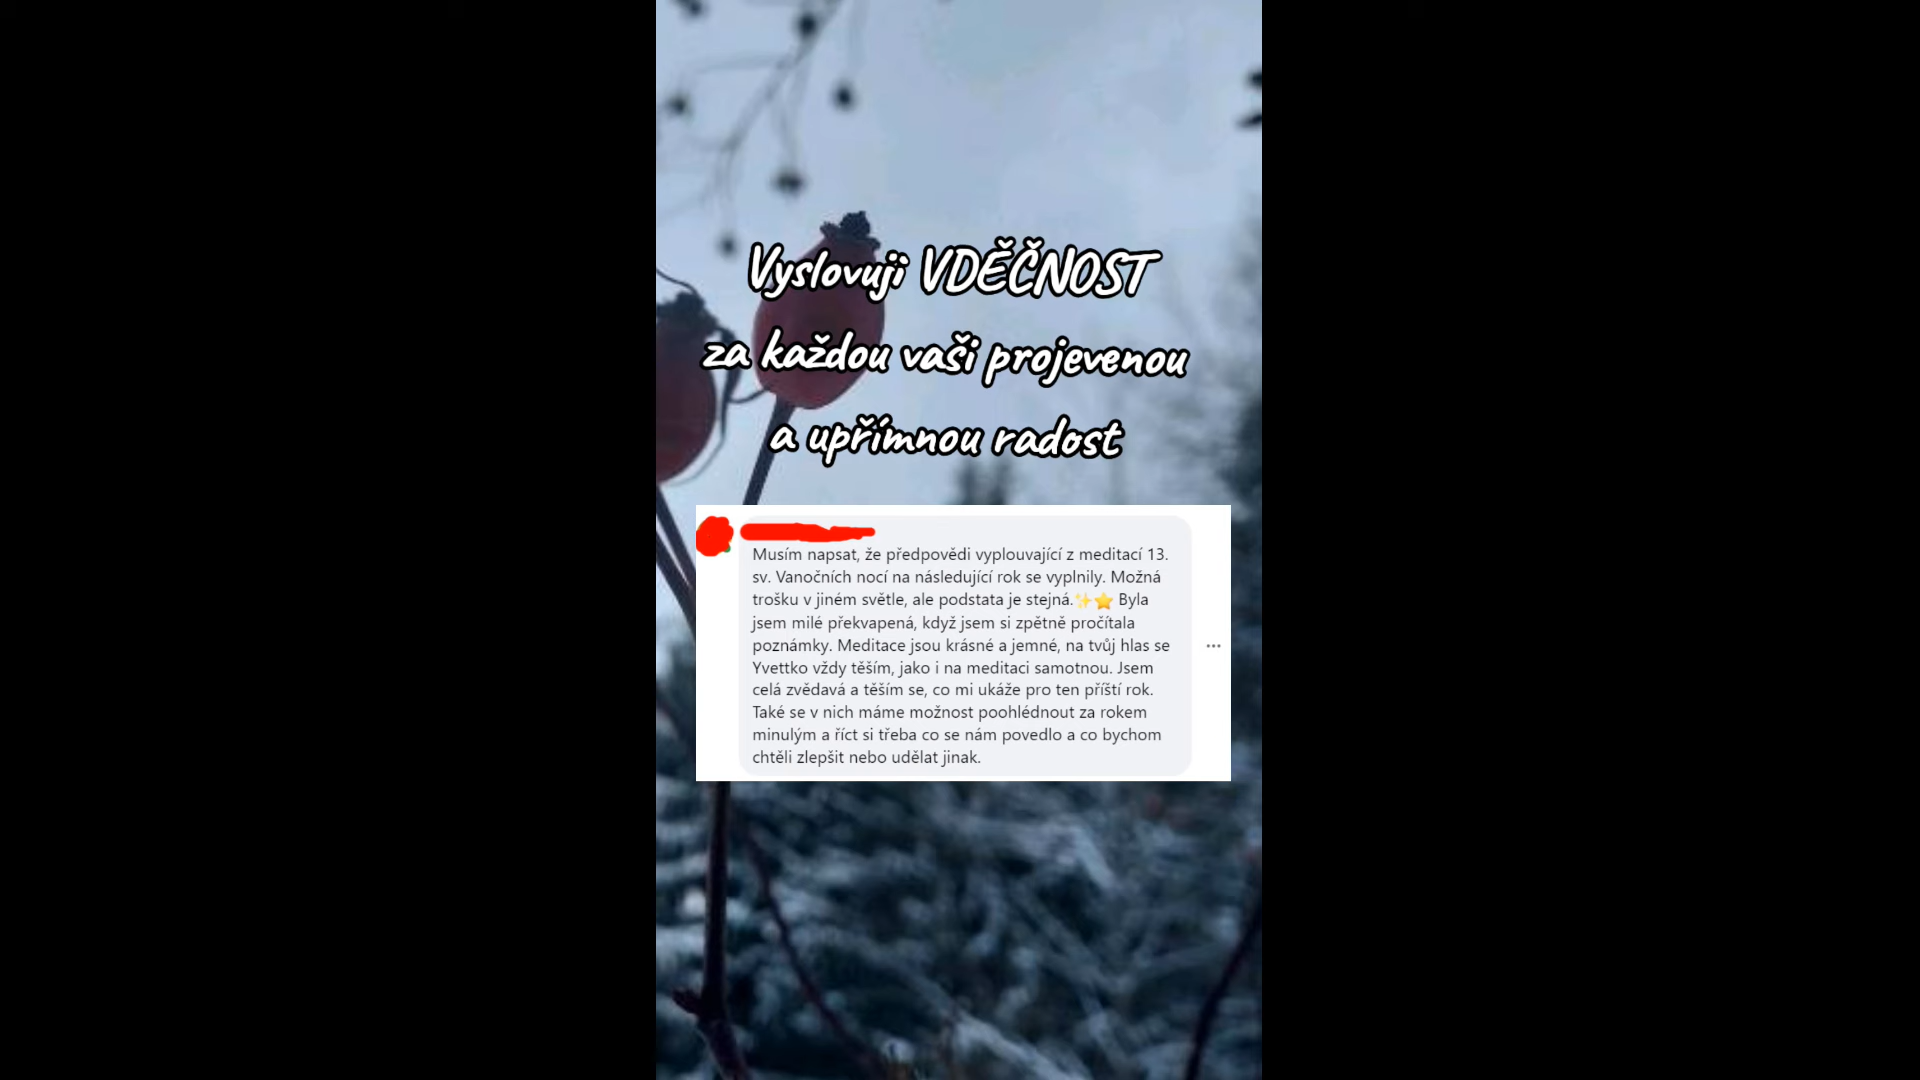 Vyslovuji VDĚČNOST
za každou vaši projevenou
a upřímnou radost
Musím napsat, že předpovědi vyplouvající z meditací 13.
sv. Vanočních nocí na následující rok se vyplnily. Možná
trošku v jiném světle, ale podstata je stejná.✨⭐ Byla
jsem milé překvapená, když jsem si zpětně pročítala
poznámky. Meditace jsou krásné a jemné, na tvůj hlas se
Yvettko vždy těším, jako i na meditaci samotnou. Jsem
celá zvědavá a těším se, co mi ukáže pro ten příští rok.
Také se v nich máme možnost poohlédnout za rokem
minulým a říct si třeba co se nám povedlo a co bychom
chtěli zlepšit nebo udělat jinak.